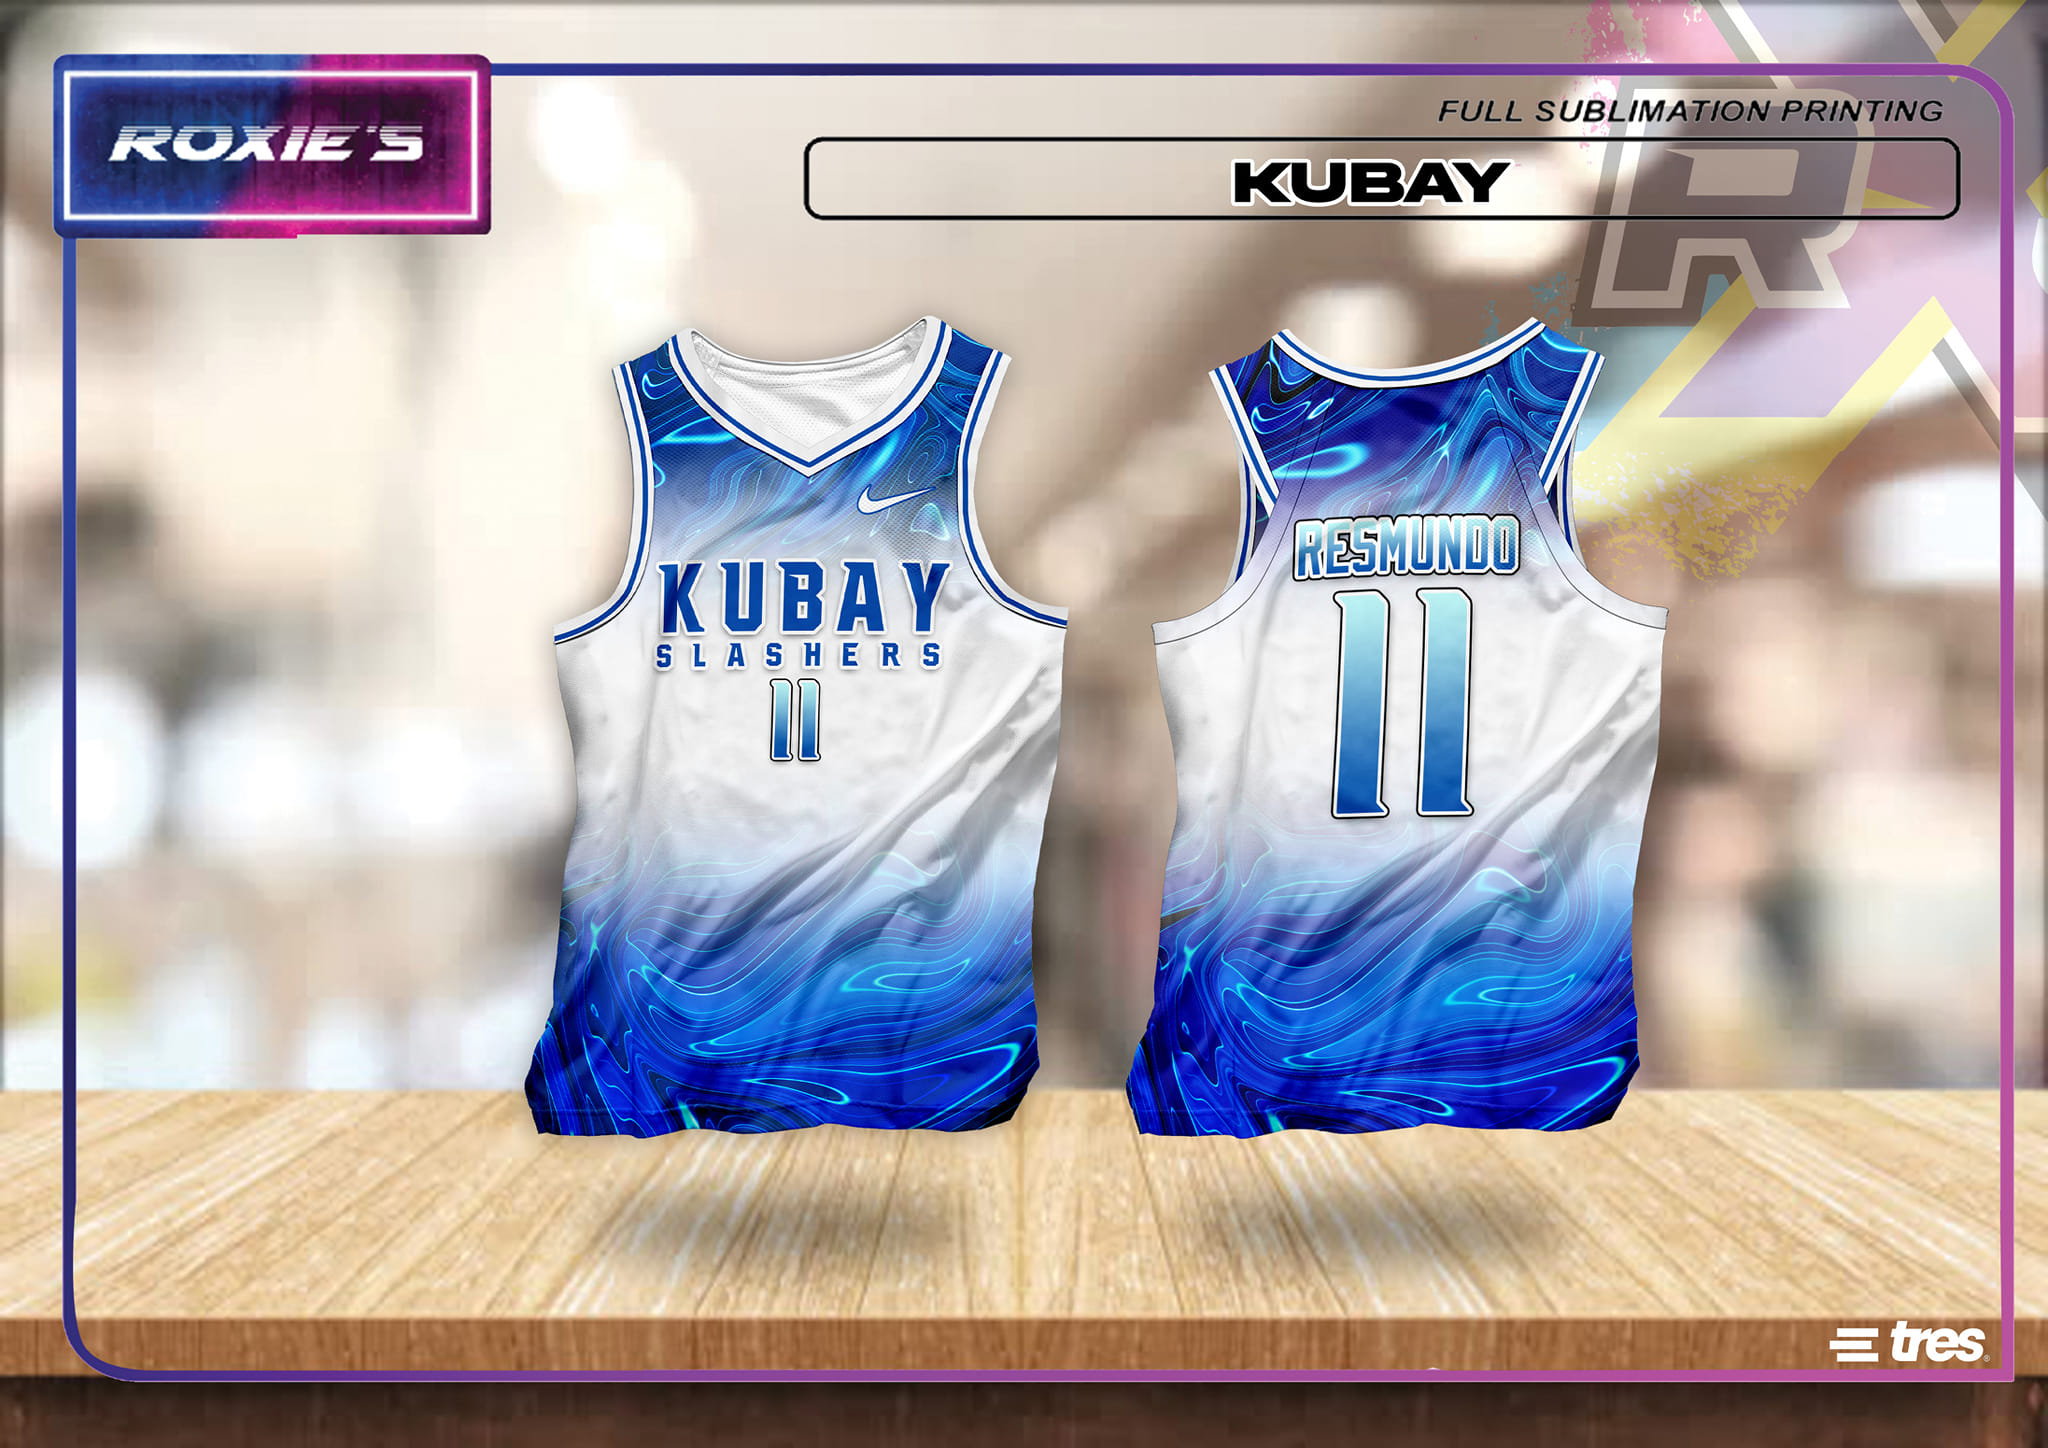 ROXIE'S
FULL SUBLIMATION PRINTING
KUBAY
R
KUBAY
SLASHERS
11
RESMUNDO
11
tres®